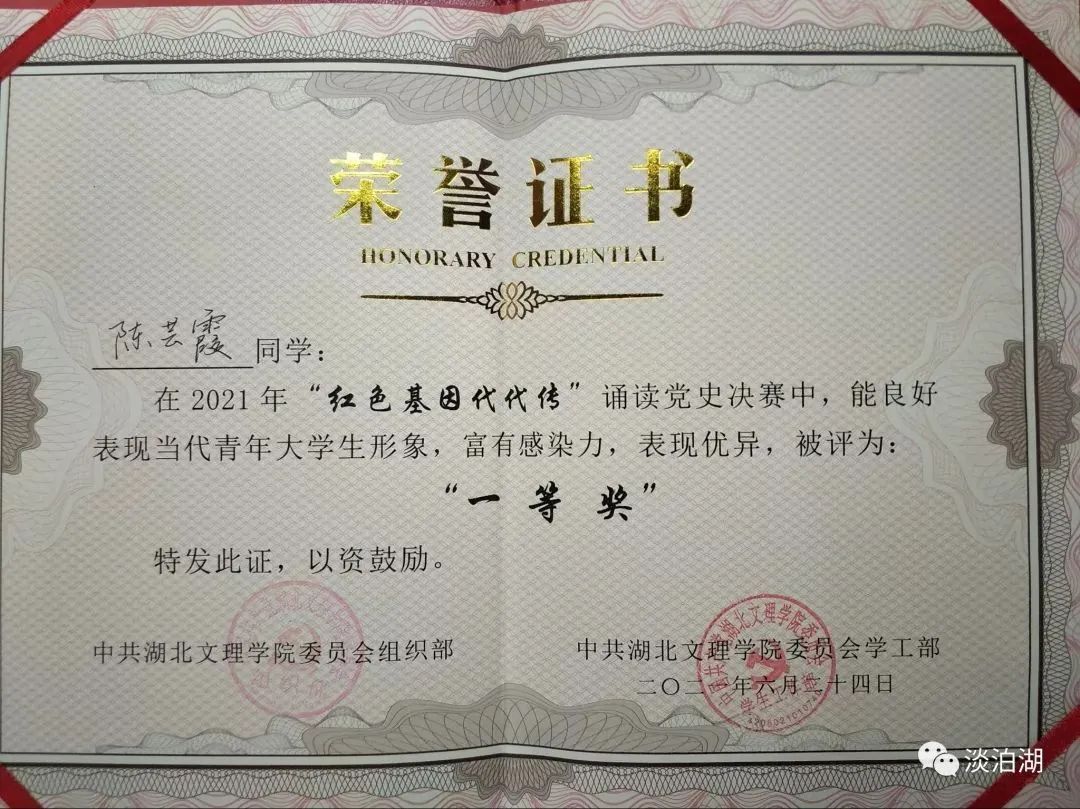 荣誉证书
HONORARY CREDENTIAL
陈芸霞 同学：
在 2021 年“红色基因代代传”诵读党史决赛中，能良好
表现当代青年大学生形象，富有感染力，表现优异，被评为：
“一等奖”
特发此证，以资鼓励。
中共湖北文理学院委员会组织部
中共湖北文理学院委员会学工部
二〇二一年六月二十四日
淡泊湖